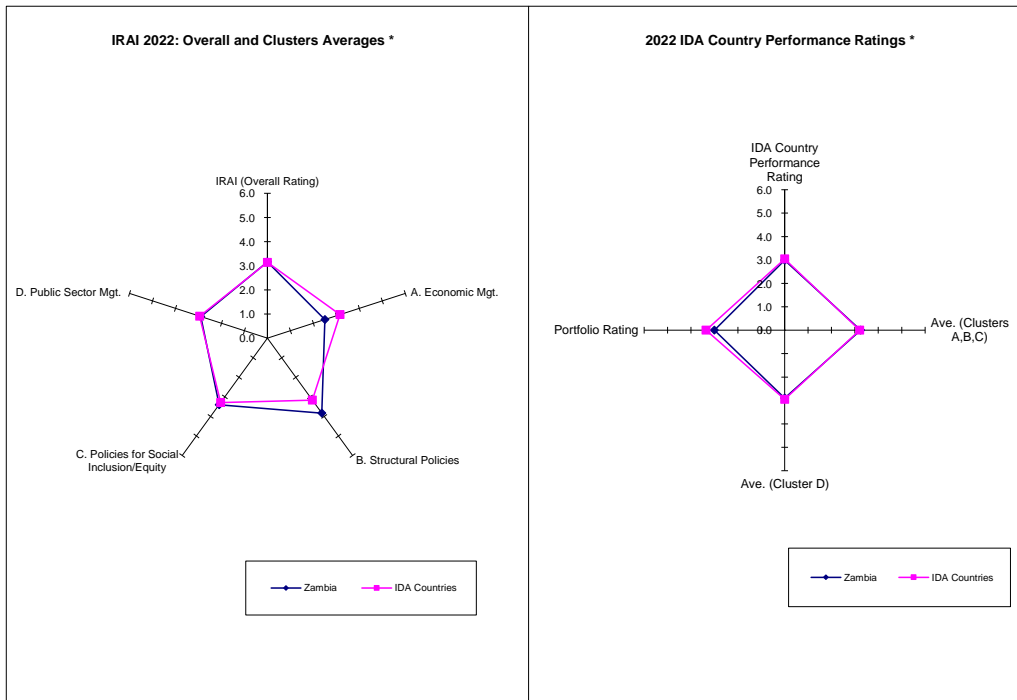 IRAI 2022: Overall and Clusters Averages *
IRAI (Overall Rating)
6.0
5.0
4.0
3.0
2.0
1.0
0.0
A. Economic Mgt.
B. Structural Policies
C. Policies for Social
Inclusion/Equity
D. Public Sector Mgt.
Zambia
IDA Countries
2022 IDA Country Performance Ratings *
IDA Country
Performance
Rating
6.0
5.0
4.0
3.0
2.0
1.0
0.0
Ave. (Clusters
A,B,C)
Ave. (Cluster D)
Portfolio Rating
Zambia
IDA Countries